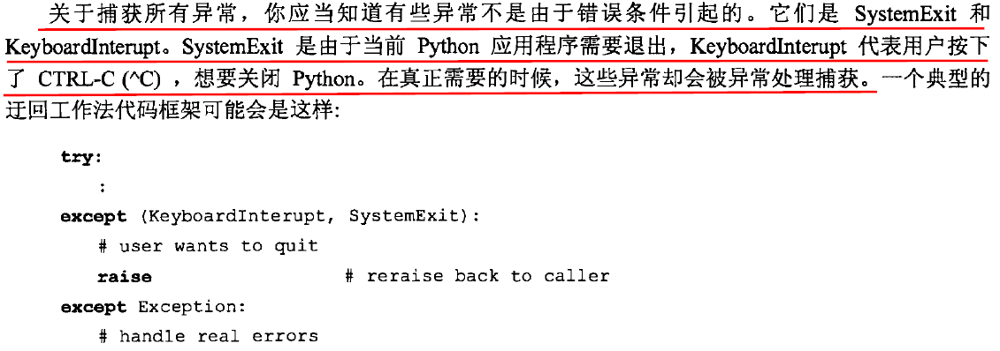 关于捕获所有异常，你应当知道有些异常不是由于错误条件引起的。它们是 SystemExit 和
KeyboardInterupt。SystemExit 是由于当前 Python 应用程序需要退出，KeyboardInterupt 代表用户按下
了 CTRL-C (^C) ，想要关闭 Python。在真正需要的时候，这些异常却会被异常处理捕获。一个典型的
迂回工作法代码框架可能会是这样:
try:
:
except (KeyboardInterupt, SystemExit):
# user wants to quit
raise # reraise back to caller
except Exception:
# handle real errors